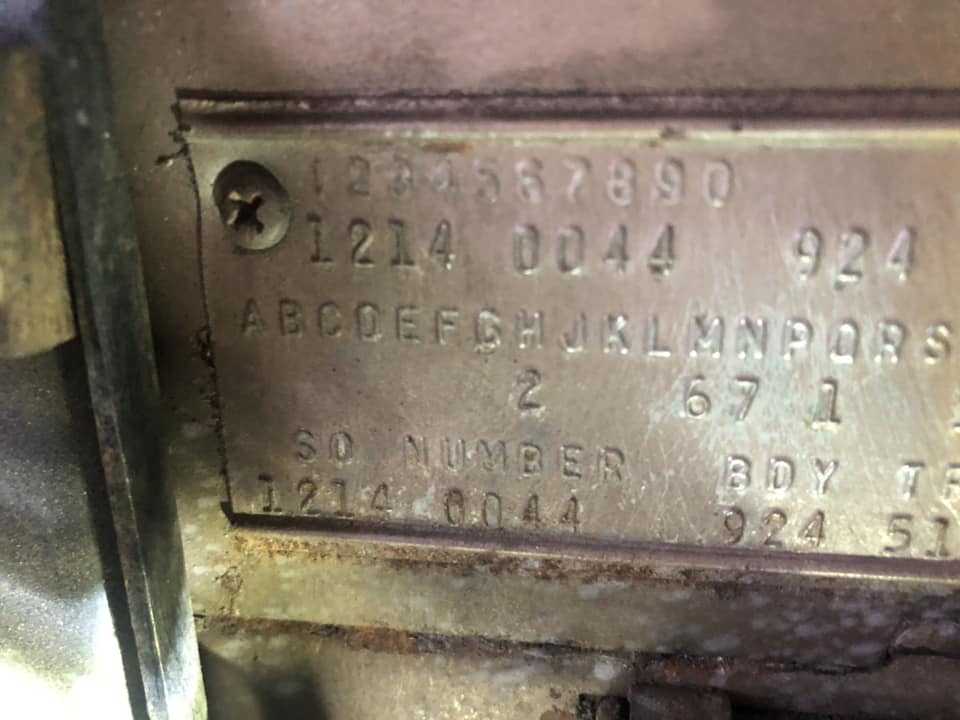 1234567890
1214 0044 924
ABCDEFGHJKLMNPQRS
2 67 1
SO NUMBER BDY
1214 0044 924 51